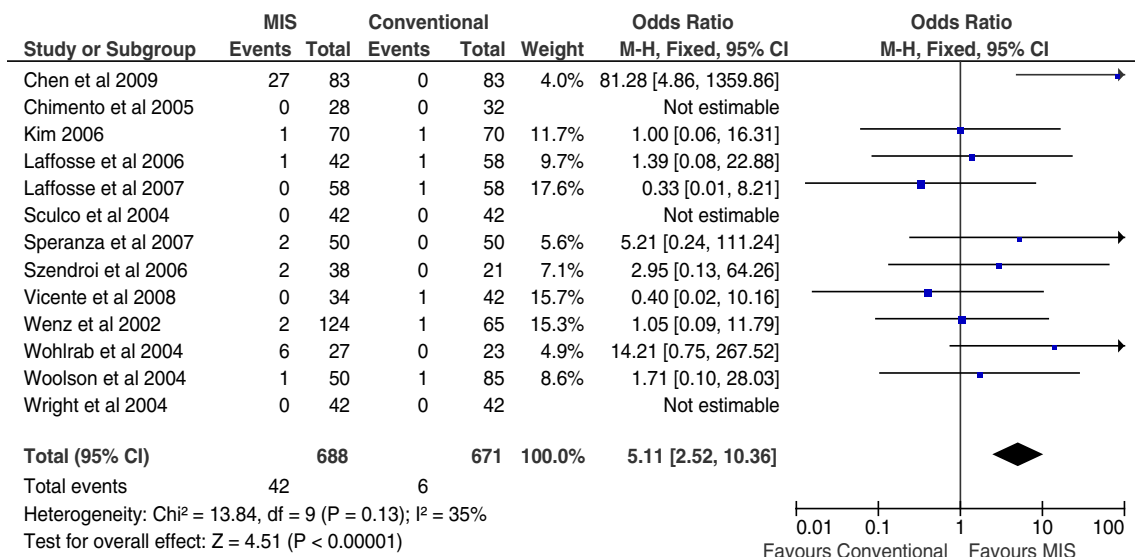 MIS Conventional Odds Ratio Odds Ratio
Study or Subgroup Events Total Events Total Weight M-H, Fixed, 95% CI M-H, Fixed, 95% CI
Chen et al 2009 27 83 0 83 4.0% 81.28 [4.86, 1359.86]
Chimento et al 2005 0 28 0 32 Not estimable
Kim 2006 1 70 1 70 11.7% 1.00 [0.06, 16.31]
Laffosse et al 2006 1 42 1 58 9.7% 1.39 [0.08, 22.88]
Laffosse et al 2007 0 58 1 58 17.6% 0.33 [0.01, 8.21]
Sculco et al 2004 0 42 0 42 Not estimable
Speranza et al 2007 2 50 0 50 5.6% 5.21 [0.24, 111.24]
Szendroi et al 2006 2 38 0 21 7.1% 2.95 [0.13, 64.26]
Vicente et al 2008 0 34 1 42 15.7% 0.40 [0.02, 10.16]
Wenz et al 2002 2 124 1 65 15.3% 1.05 [0.09, 11.79]
Wohlrab et al 2004 6 27 0 23 4.9% 14.21 [0.75, 267.52]
Woolson et al 2004 1 50 1 85 8.6% 1.71 [0.10, 28.03]
Wright et al 2004 0 42 0 42 Not estimable
Total (95% CI) 688 671 100.0% 5.11 [2.52, 10.36]
Total events 42 6
Heterogeneity: Chi² = 13.84, df = 9 (P = 0.13); I² = 35%
Test for overall effect: Z = 4.51 (P < 0.00001)
0.01 0.1 1 10 100
Favours Conventional Favours MIS